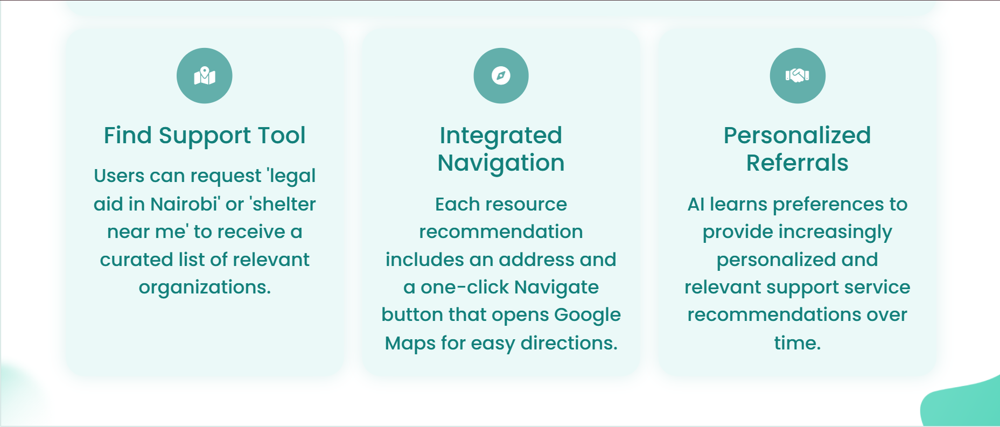 Find Support Tool
Users can request 'legal
aid in Nairobi' or 'shelter
near me' to receive a
curated list of relevant
organizations.
Integrated
Navigation
Each resource
recommendation
includes an address and
a one-click Navigate
button that opens Google
Maps for easy directions.
Personalized
Referrals
AI learns preferences to
provide increasingly
personalized and
relevant support service
recommendations over
time.